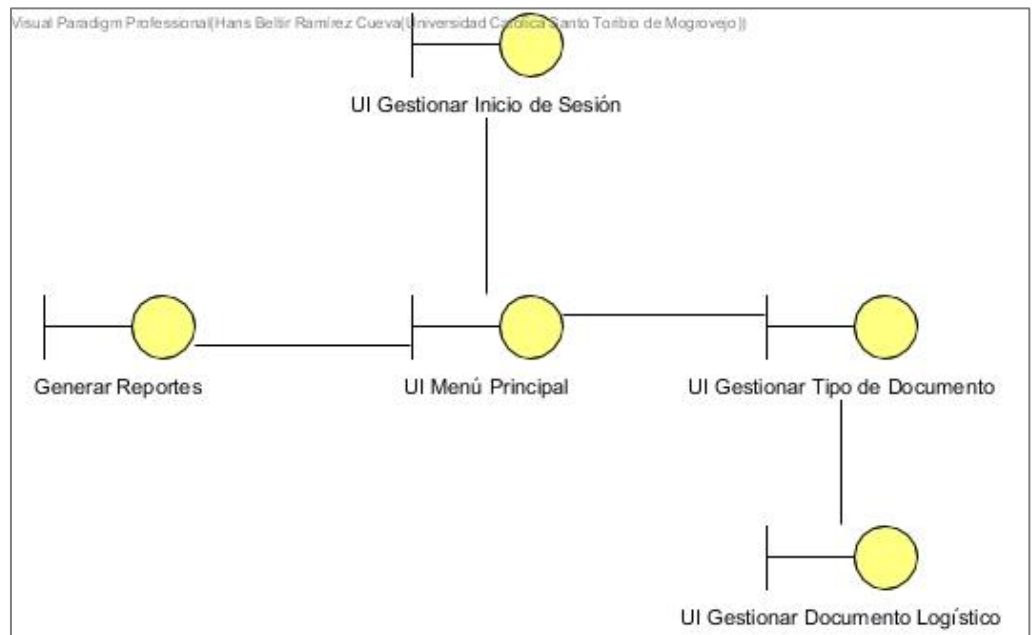 Visual Paradigm Professional(Hans Beltir Ramírez Cueva(Universidad Católica Santo Toribio de Mogrovejo))
UI Gestionar Inicio de Sesión
Generar Reportes
UI Menú Principal
UI Gestionar Tipo de Documento
UI Gestionar Documento Logístico